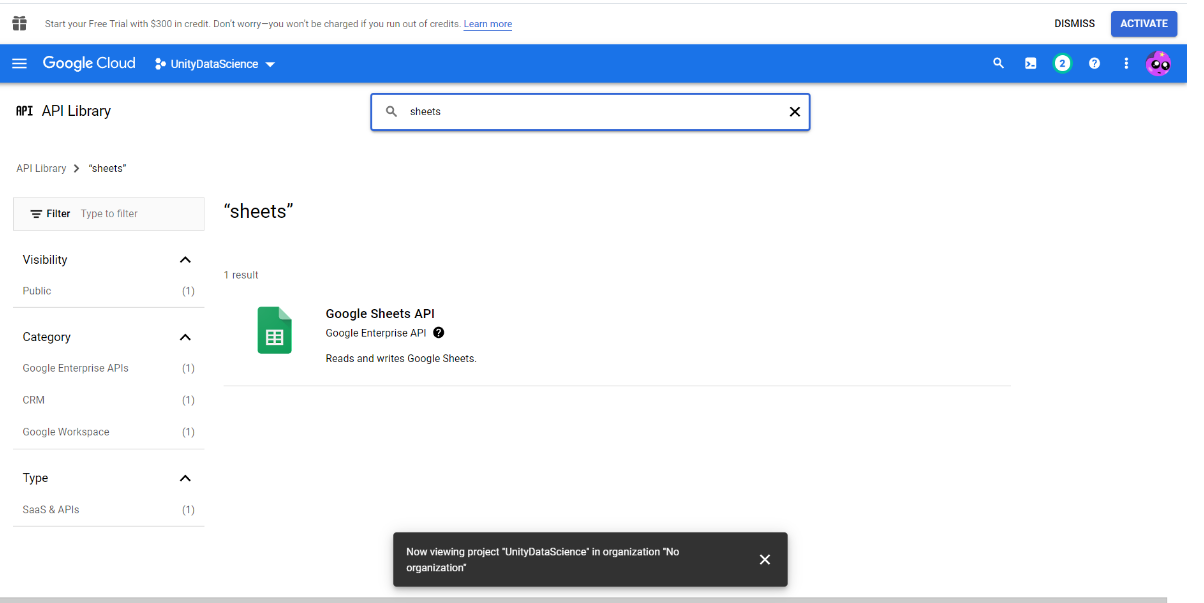 Start your Free Trial with $300 in credit. Don't worry—you won't be charged if you run out of credits. Learn more
DISMISS
ACTIVATE
Google Cloud
UnityDataScience
2
API API Library
sheets
API Library
"sheets"
Filter Type to filter
Visibility
Public (1)
Category
Google Enterprise APIs (1)
CRM (1)
Google Workspace (1)
Type
SaaS & APIs (1)
“sheets”
1 result
Google Sheets API
Google Enterprise API
Reads and writes Google Sheets.
Now viewing project "UnityDataScience" in organization "No
organization"